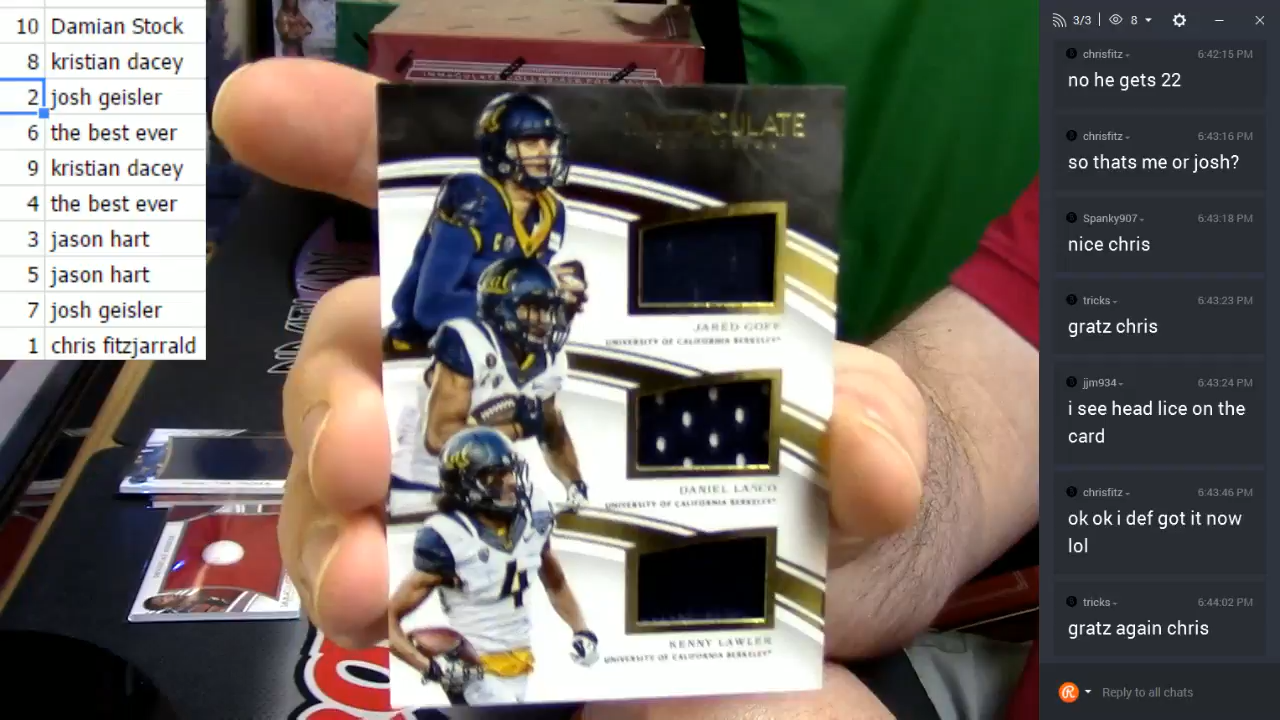 10 Damian Stock
8 kristian dacey
2 josh geisler
6 the best ever
9 kristian dacey
4 the best ever
3 jason hart
5 jason hart
7 josh geisler
1 chris fitzjarrald
IMMACULATE
JARED GOFF
UNIVERSITY OF CALIFORNIA BERKELEY
DANIEL LASCO
UNIVERSITY OF CALIFORNIA BERKELEY
4
KENNY LAWLER
UNIVERSITY OF CALIFORNIA BERKELEY
3/3 8
chrisfitz 6:42:15 PM
no he gets 22
chrisfitz 6:43:16 PM
so thats me or josh?
Spanky907 6:43:18 PM
nice chris
tricks 6:43:23 PM
gratz chris
jjm934 6:43:24 PM
i see head lice on the
card
chrisfitz 6:43:46 PM
ok ok i def got it now
lol
tricks 6:44:02 PM
gratz again chris
Reply to all chats